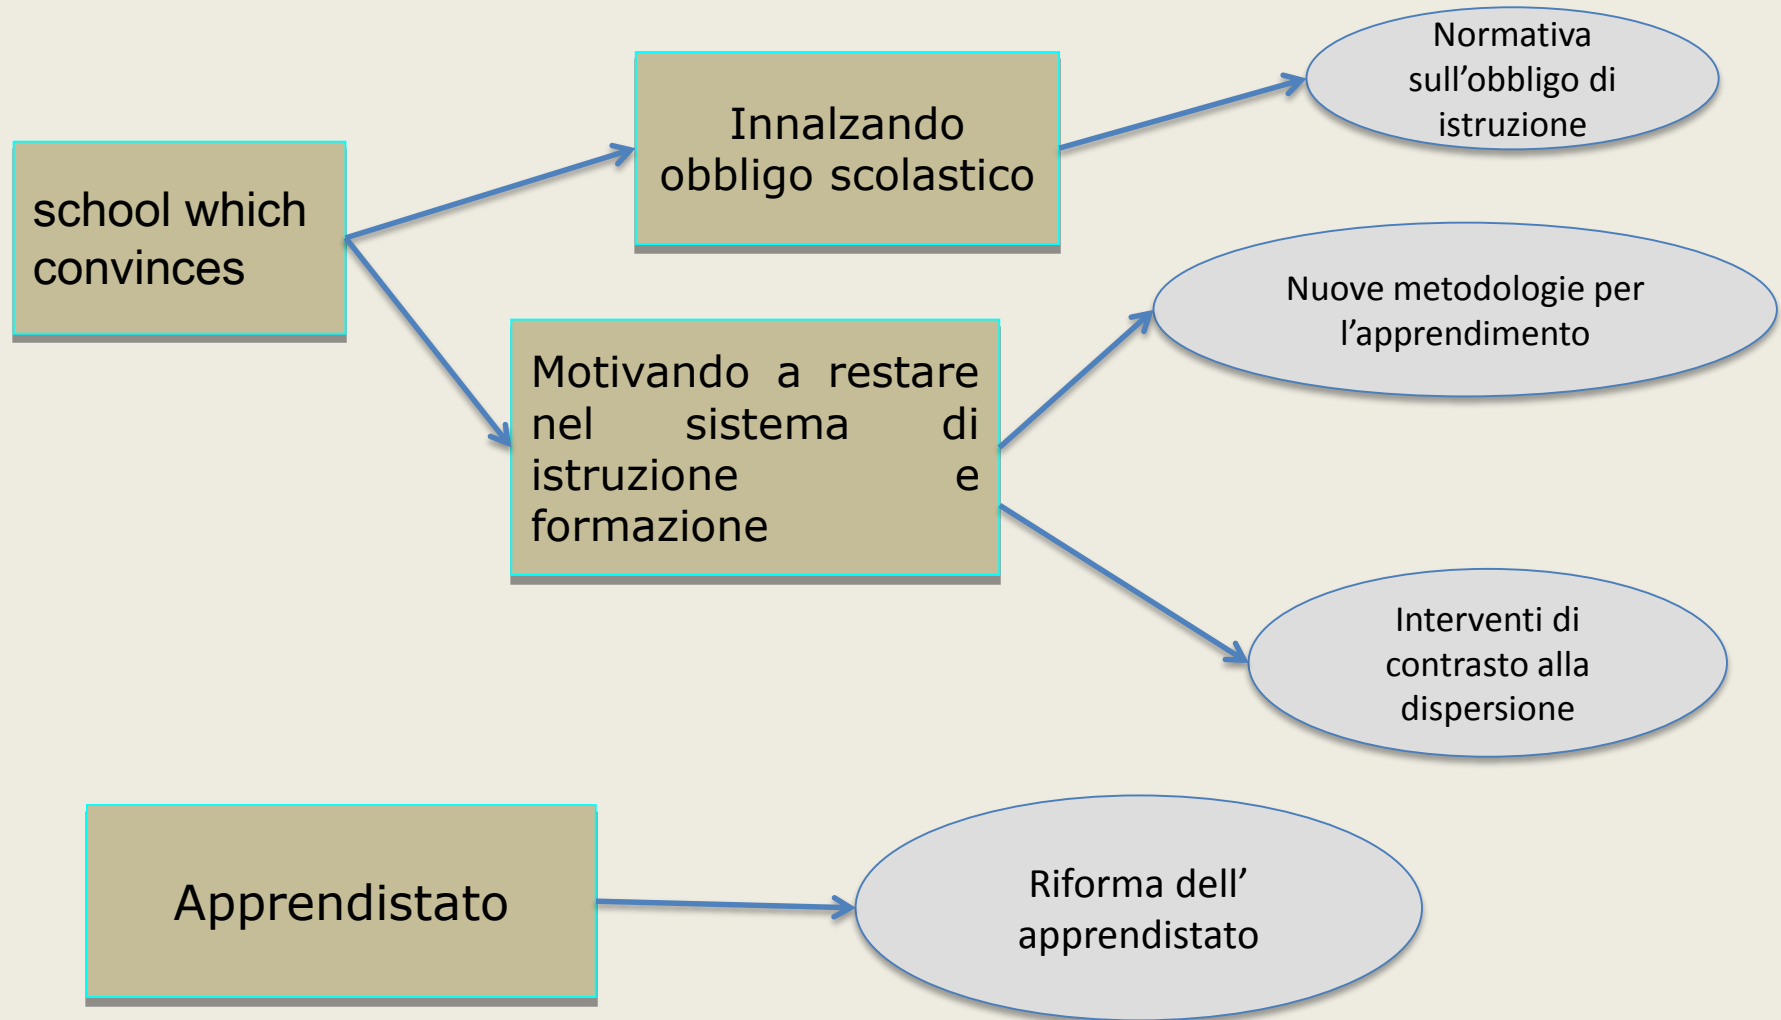 school which
convinces
Innalzando
obbligo scolastico
Normativa
sull’obbligo di
istruzione
Motivando a restare
nel sistema di
istruzione e
formazione
Nuove metodologie per
l’apprendimento
Interventi di
contrasto alla
dispersione
Apprendistato
Riforma dell’
apprendistato